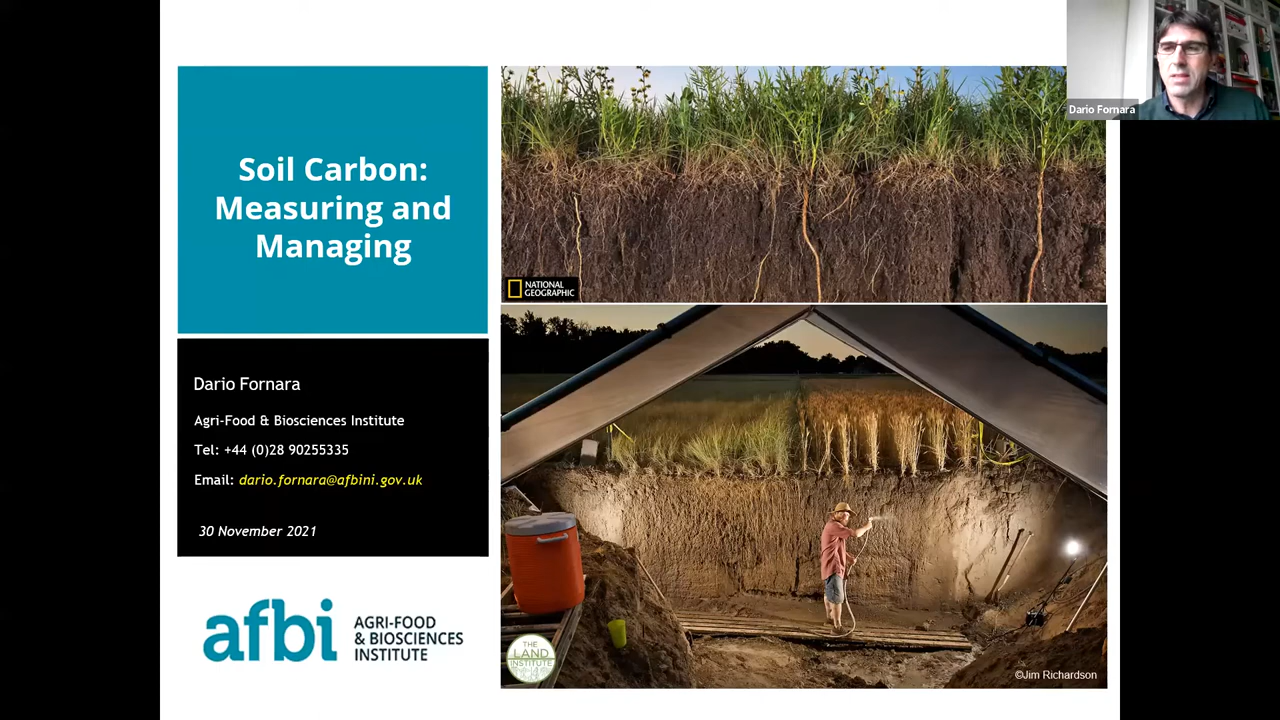 Soil Carbon:
Measuring and
Managing
Dario Fornara
Agri-Food & Biosciences Institute
Tel: +44 (0)28 90255335
Email: dario.fornara@afbini.gov.uk
30 November 2021
afbi
AGRI-FOOD
& BIOSCIENCES
INSTITUTE
NATIONAL
GEOGRAPHIC
THE
LAND
INSTITUTE
©Jim Richardson
Dario Fornara